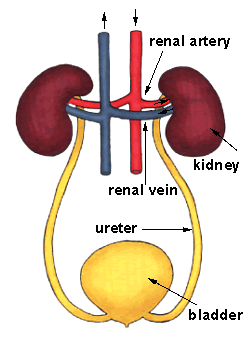 renal artery
kidney
renal vein
ureter
bladder